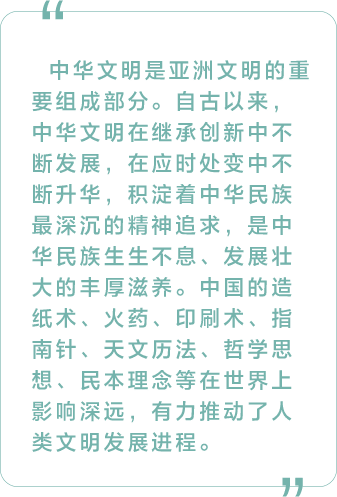 “
中华文明是亚洲文明的重
要组成部分。自古以来，
中华文明在继承创新中不
断发展，在应时处变中不
断升华，积淀着中华民族
最深沉的精神追求，是中
华民族生生不息、发展壮
大的丰厚滋养。中国的造
纸术、火药、印刷术、指
南针、天文历法、哲学思
想、民本理念等在世界上
影响深远，有力推动了人
类文明发展进程。
”